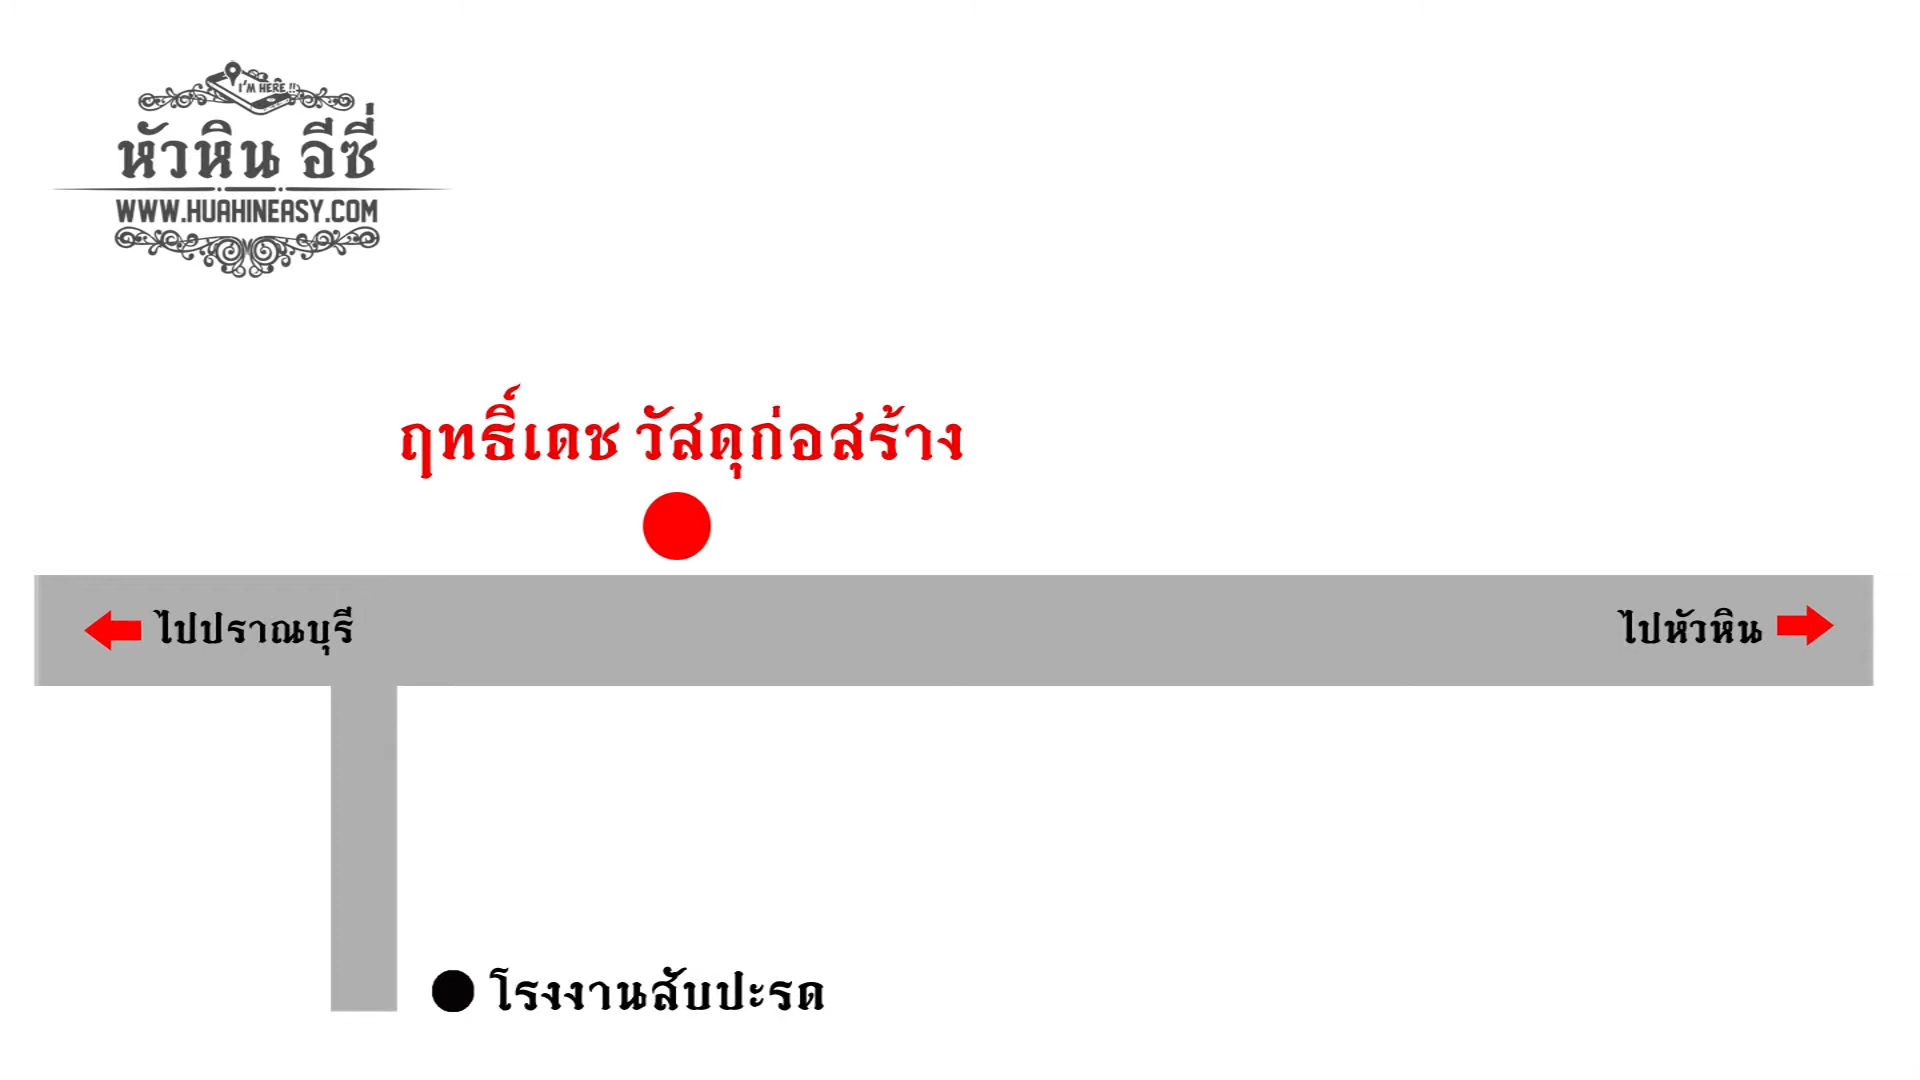 I'M HERE !!
หัวหิน อีซี่
WWW.HUAHINEASY.COM
ฤทธิ์เดช วัสดุก่อสร้าง
ไปปราณบุรี
ไปหัวหิน
โรงงานสับปะรด